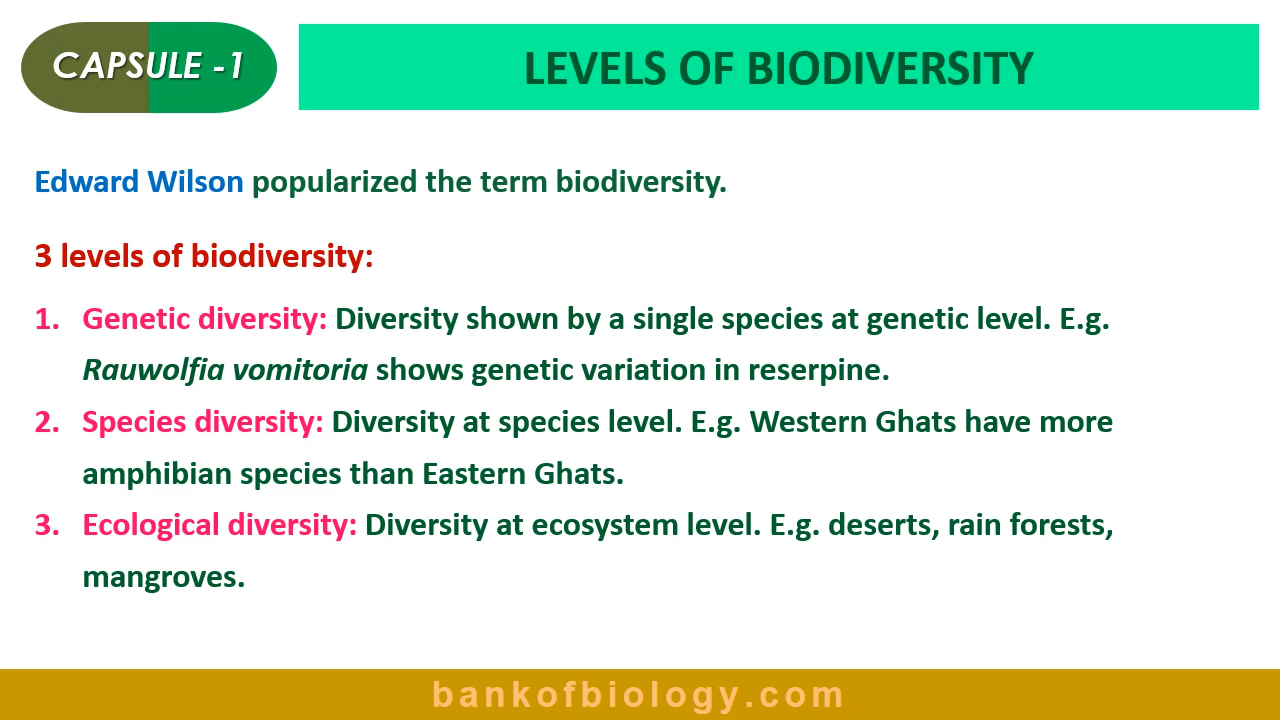 CAPSULE -1
LEVELS OF BIODIVERSITY
Edward Wilson popularized the term biodiversity.
3 levels of biodiversity:
1. Genetic diversity: Diversity shown by a single species at genetic level. E.g.
Rauwolfia vomitoria shows genetic variation in reserpine.
2. Species diversity: Diversity at species level. E.g. Western Ghats have more
amphibian species than Eastern Ghats.
3. Ecological diversity: Diversity at ecosystem level. E.g. deserts, rain forests,
mangroves.
bankofbiology.com